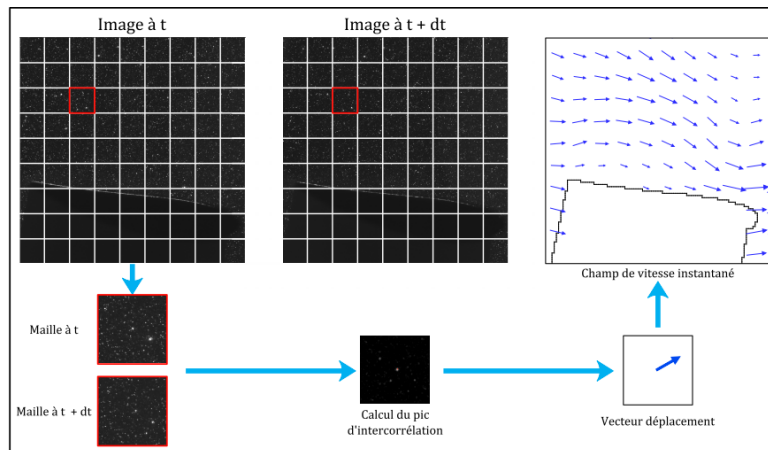 Image à t
Image à t + dt
Champ de vitesse instantané
Maille à t
Maille à t + dt
Calcul du pic
d'intercorrélation
Vecteur déplacement